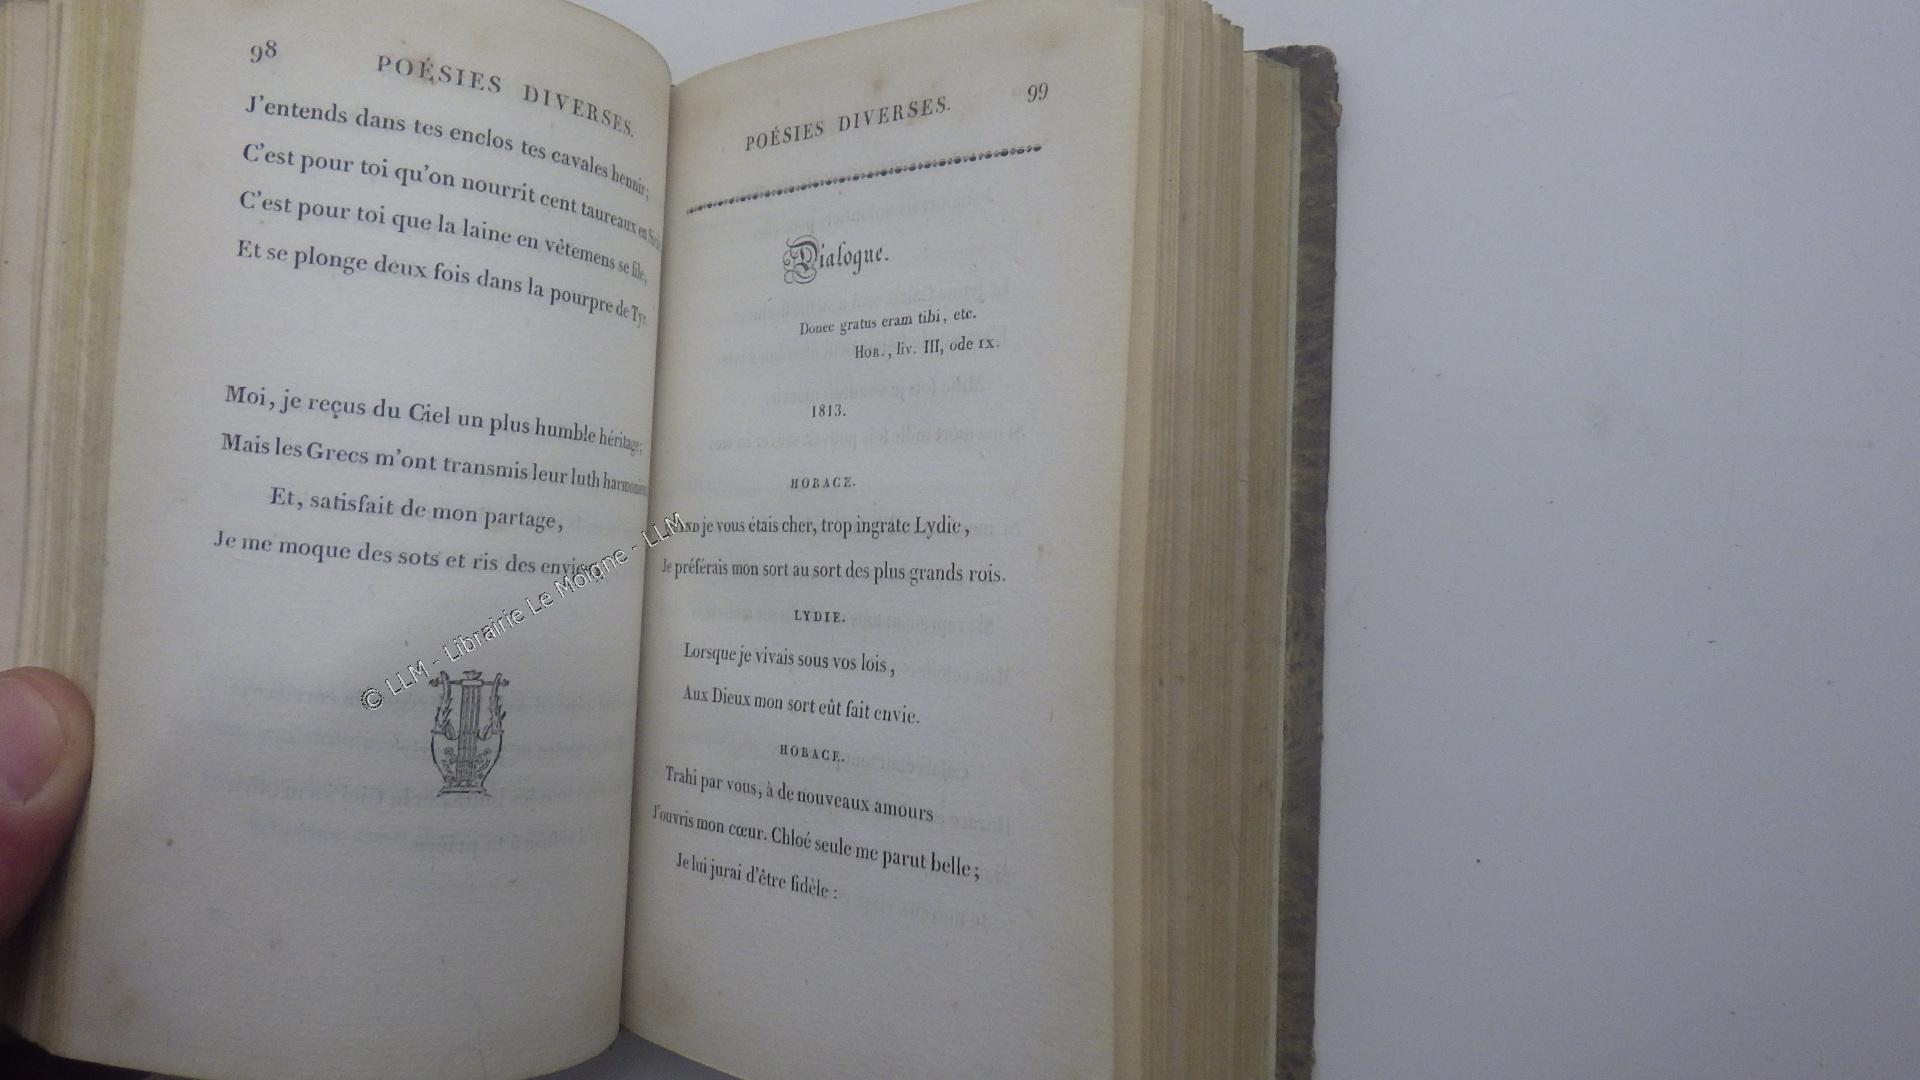 98
POÉSIES DIVERSES.
J'entends dans tes enclos tes cavales hennir;
C'est pour toi qu'on nourrit cent taureaux en
C'est pour toi que la laine en vêtemens se file,
Et se plonge deux fois dans la pourpre de Tyr.
Moi, je reçus du Ciel un plus humble héritage;
Mais les Grecs m'ont transmis leur luth
Et, satisfait de mon partage,
Je me moque des sots et ris des
© LLM - Librairie Le Moigne - LLM
POÉSIES DIVERSES.
99
Dialogue.
Donec gratus eram tibi, etc.
Hor., liv. III, ode IX.
1813.
HORACE.
je vous étais cher, trop ingrate Lydie,
Je préférais mon sort au sort des plus grands rois.
LYDIE.
Lorsque je vivais sous vos lois,
Aux Dieux mon sort eût fait envie.
HORACE.
Trahi par vous, à de nouveaux amours
J'ouvris mon cœur. Chloé seule me parut belle;
Je lui jurai d'être fidèle :